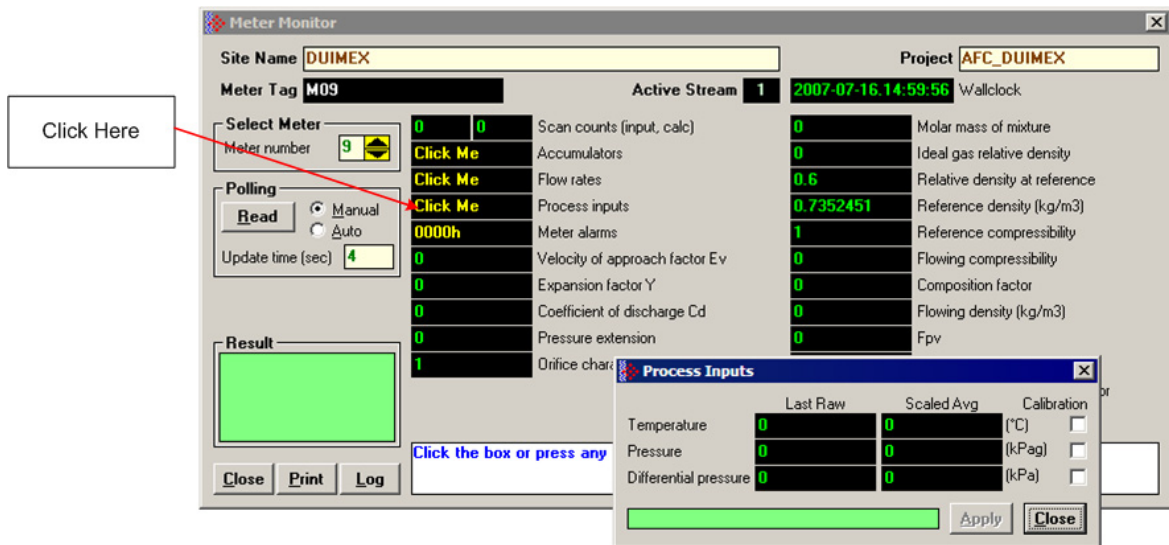 Meter Monitor
Site Name DUIMEX Project AFC_DUIMEX
Meter Tag M09 Active Stream 1 2007-07-16.14:59:56 Wallclock
Click Here
Select Meter
Meter number 9
0 0 Scan counts (input, calc)
Click Me Accumulators
Click Me Flow rates
Click Me Process inputs
0000h Meter alarms
0 Velocity of approach factor Ev
0 Expansion factor Y
0 Coefficient of discharge Cd
0 Pressure extension
1 Orifice chara
0 Molar mass of mixture
0 Ideal gas relative density
0.6 Relative density at reference
0.7352451 Reference density (kg/m3)
1 Reference compressibility
0 Flowing compressibility
0 Composition factor
0 Flowing density (kg/m3)
0 Fpv
or
Polling
Read Manual
Auto
Update time (sec) 4
Result
Click the box or press any
Close Print Log
Process Inputs
Last Raw Scaled Avg Calibration
Temperature 0 0 (°C)
Pressure 0 0 (kPag)
Differential pressure 0 0 (kPa)
Apply Close